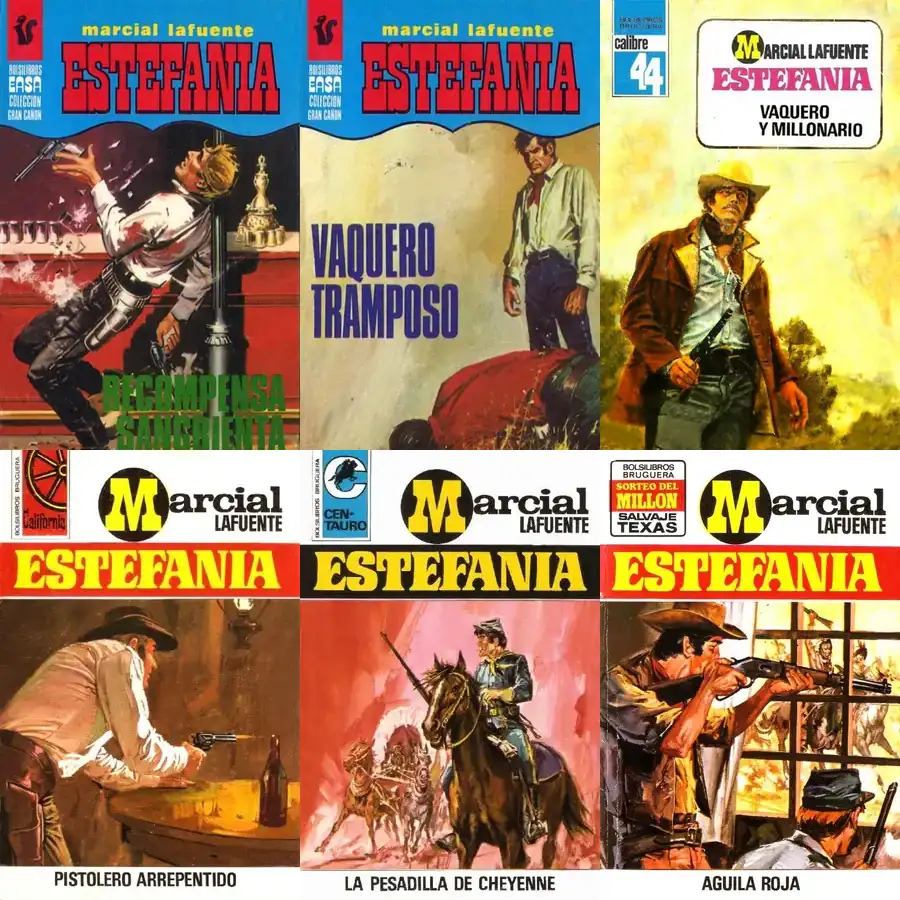 marcial lafuente
ESTEFANIA
BOLSILIBROS
EASA
COLECCION
GRAN CAÑON
RECOMPENSA
SANGRIENTA
marcial lafuente
ESTEFANIA
BOLSILIBROS
EASA
COLECCION
GRAN CAÑON
VAQUERO
TRAMPOSO
calibre
44
MARCIAL LAFUENTE
ESTEFANIA
VAQUERO
Y MILLONARIO
BOLSILIBROS BRUGUERA
California
Marcial
LAFUENTE
ESTEFANIA
PISTOLERO ARREPENTIDO
BOLSILIBROS BRUGUERA
CEN-
TAURO
Marcial
LAFUENTE
ESTEFANIA
LA PESADILLA DE CHEYENNE
BOLSILIBROS
BRUGUERA
SORTEO DEL
MILLON
SALVAJE
TEXAS
Marcial
LAFUENTE
ESTEFANIA
AGUILA ROJA